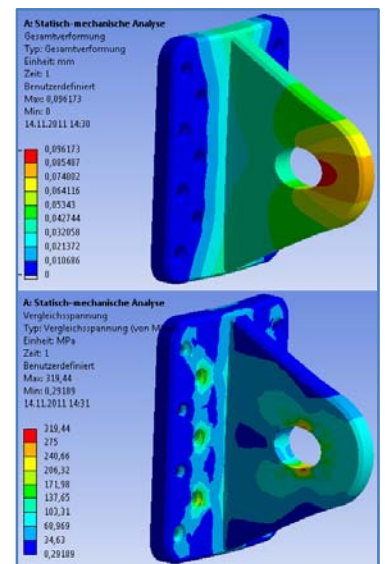 A: Statisch-mechanische Analyse
Gesamtverformung
Typ: Gesamtverformung
Einheit: mm
Zeit: 1
Benutzerdefiniert
Max: 0,096173
Min: 0
14.11.2011 14:30
0,096173
0,085487
0,074802
0,064116
0,05343
0,042744
0,032058
0,021372
0,010686
0
A: Statisch-mechanische Analyse
Vergleichsspannung
Typ: Vergleichsspannung (von M
Einheit: MPa
Zeit: 1
Benutzerdefiniert
Max: 319,44
Min: 0,29189
14.11.2011 14:31
319,44
275
240,66
206,32
171,98
137,65
103,31
68,969
34,63
0,29189